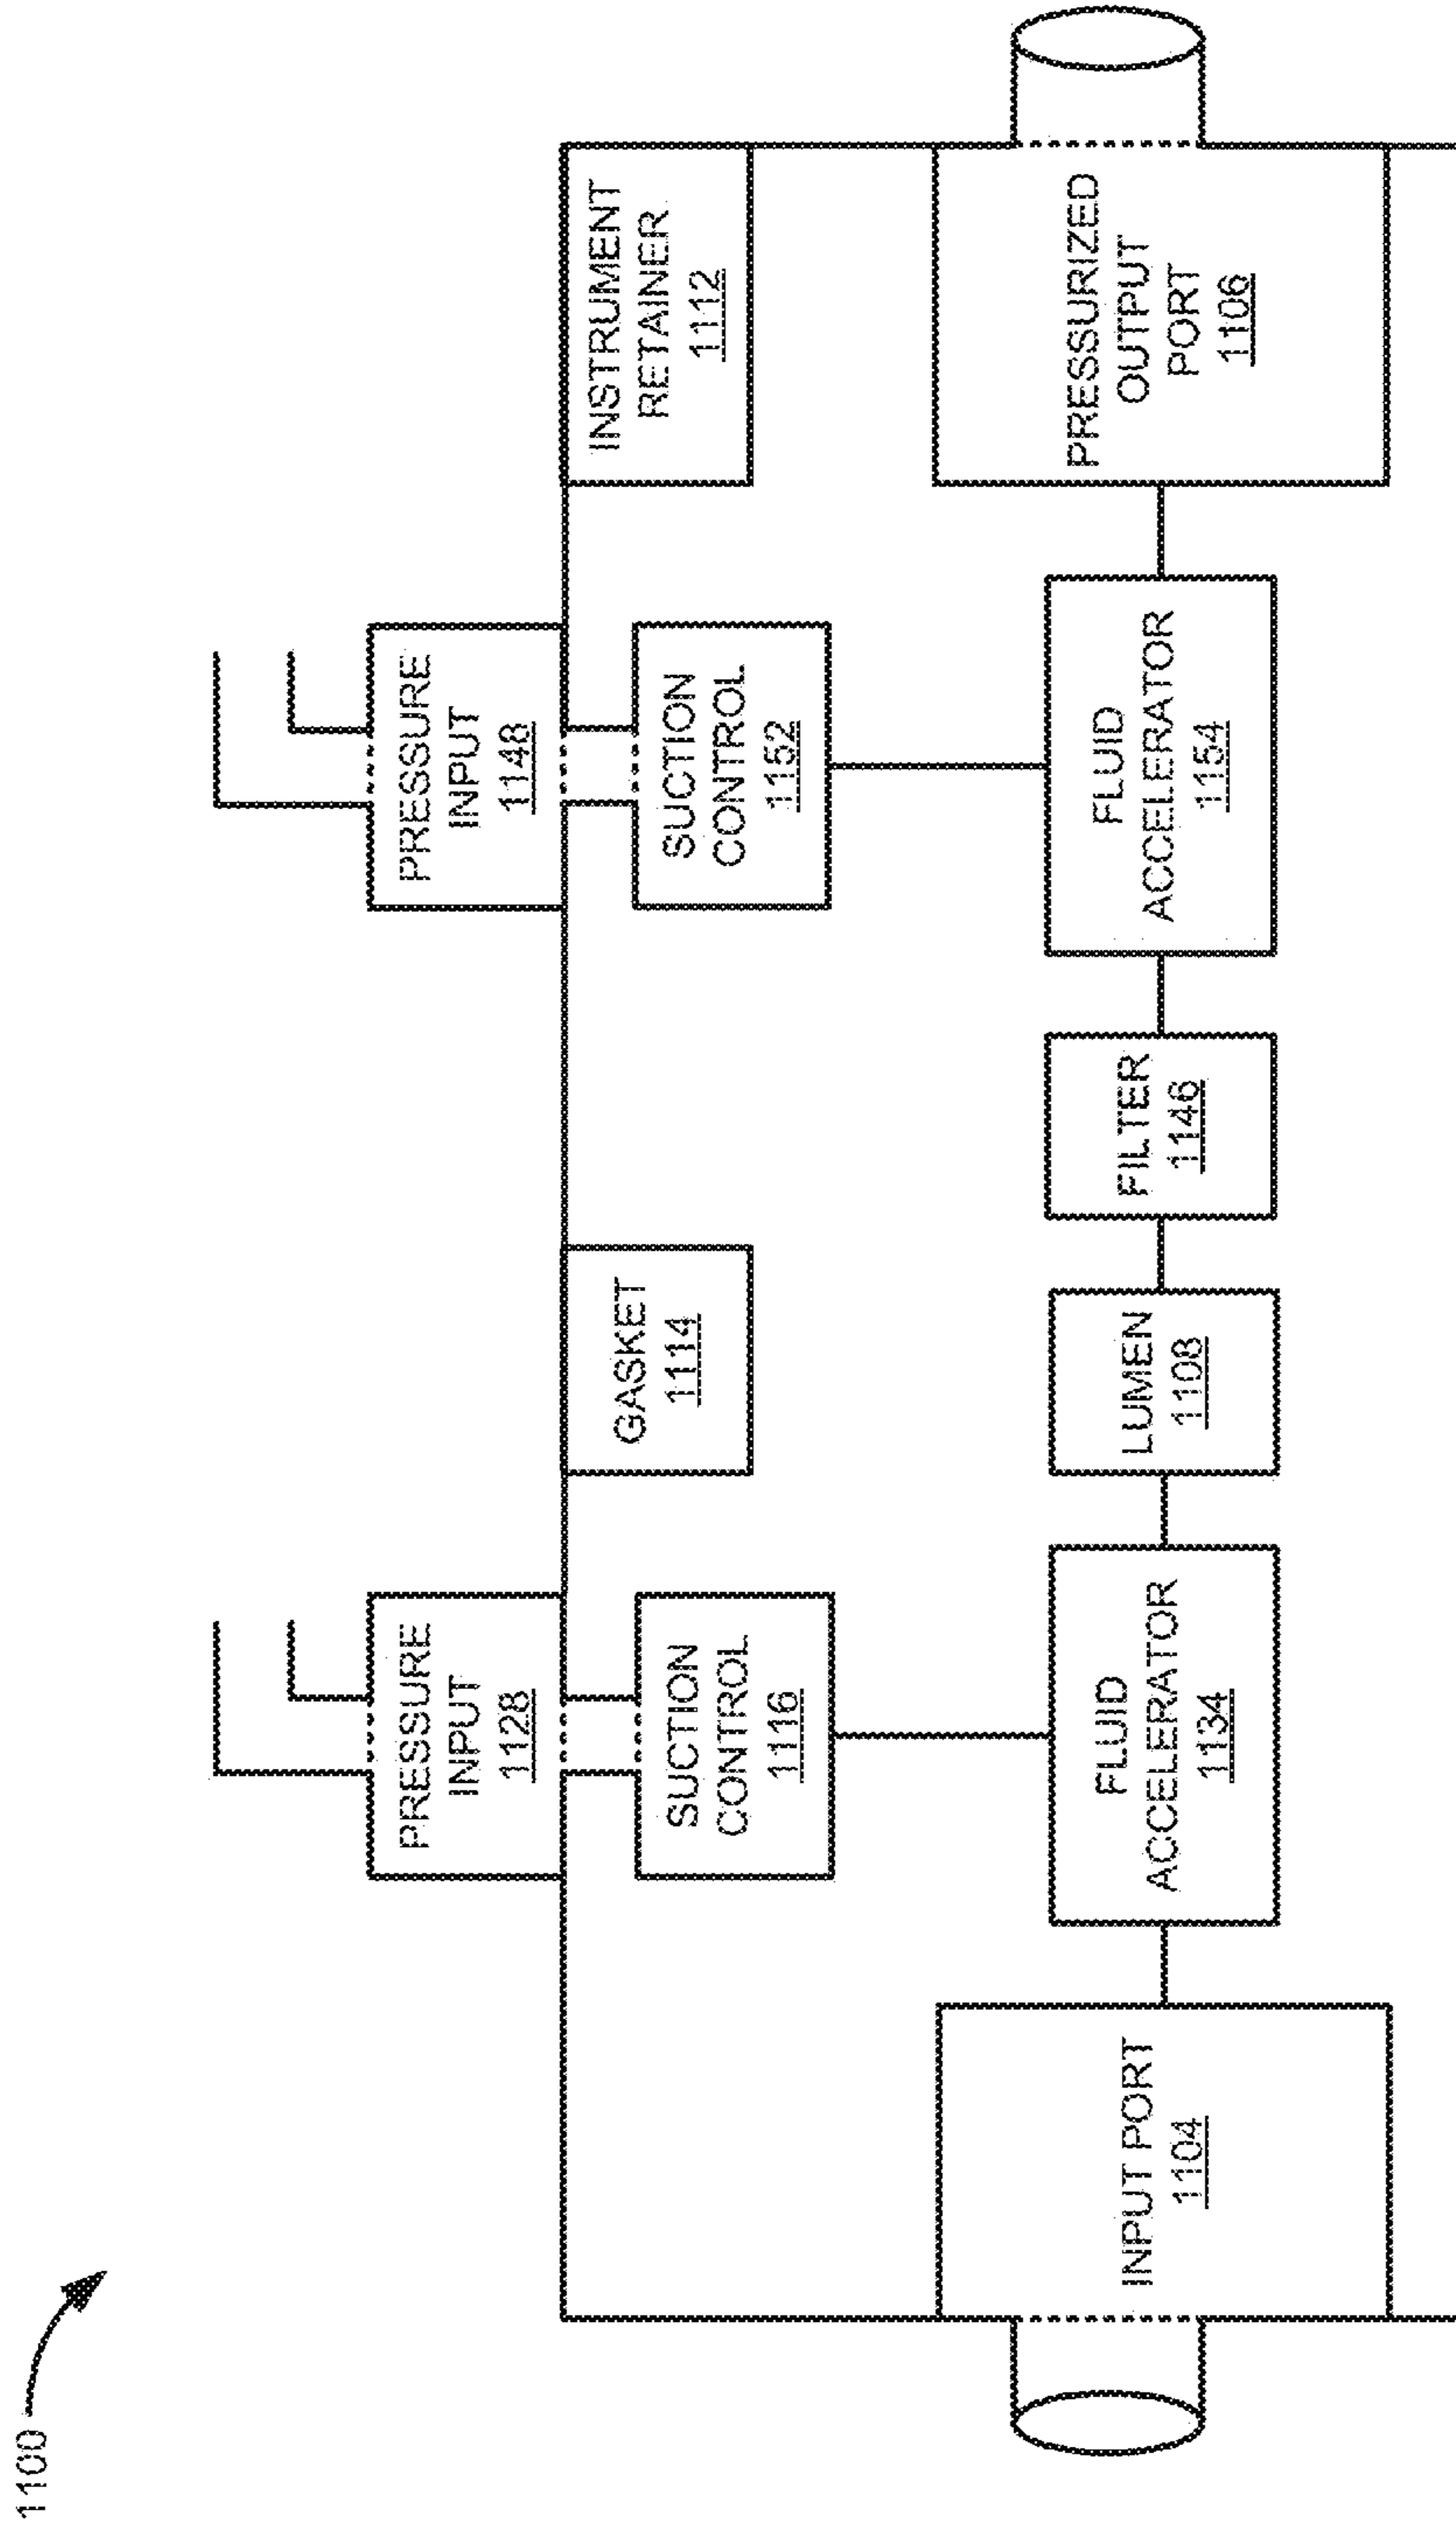 1100
PRESSURE
INPUT
1128
PRESSURE
INPUT
1148
SUCTION
CONTROL
1116
GASKET
1114
SUCTION
CONTROL
1152
INSTRUMENT
RETAINER
1112
INPUT PORT
1104
FLUID
ACCELERATOR
1134
LUMEN
1108
FILTER
1146
FLUID
ACCELERATOR
1154
PRESSURIZED
OUTPUT
PORT
1106